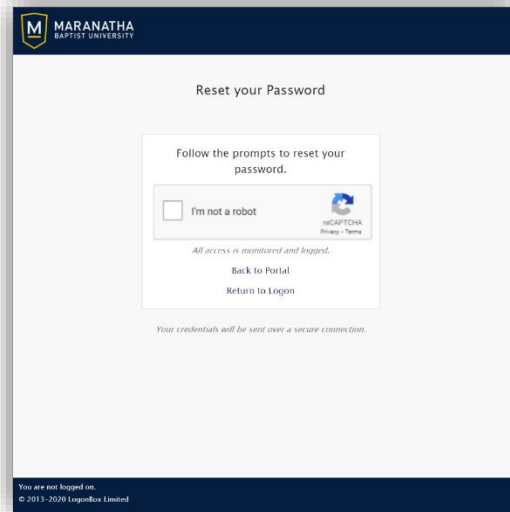 M MARANATHA
BAPTIST UNIVERSITY
Reset your Password
Follow the prompts to reset your
password.
I'm not a robot
reCAPTCHA
Privacy - Terms
All access is monitored and logged.
Back to Portal
Return to Logon
Your credentials will be sent over a secure connection.
You are not logged on.
© 2013-2020 LogonBox Limited